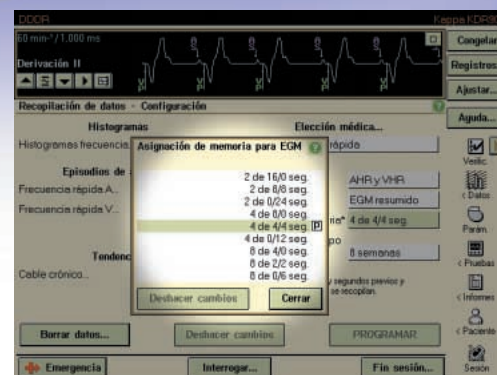 DDDR
Kappa KDR90
60 min-¹/1.000 ms
Derivación II
Congelar
Registros
Ajustar...
Ayuda...
Recopilación de datos - Configuración
Histogramas
Elección médica...
Histogramas frecuencia
rápida
Asignación de memoria para EGM
2 de 16/0 seg.
2 de 8/8 seg.
2 de 0/24 seg.
4 de 8/0 seg.
4 de 4/4 seg. P
4 de 0/12 seg.
8 de 4/0 seg.
8 de 2/2 seg.
8 de 0/6 seg.
Deshacer cambios
Cerrar
Episodios de
Frecuencia rápida A...
Frecuencia rápida V...
AHR y VHR
EGM resumido
ria* 4 de 4/4 seg.
po
8 semanas
Tendenc
Cable crónico...
y segundos previos y
se recopilan.
Borrar datos...
Deshacer cambios
PROGRAMAR
Verific.
< Datos
Parám.
< Pruebas
< Informes
< Paciente
Sesión
Emergencia
Interrogar...
Fin sesión...